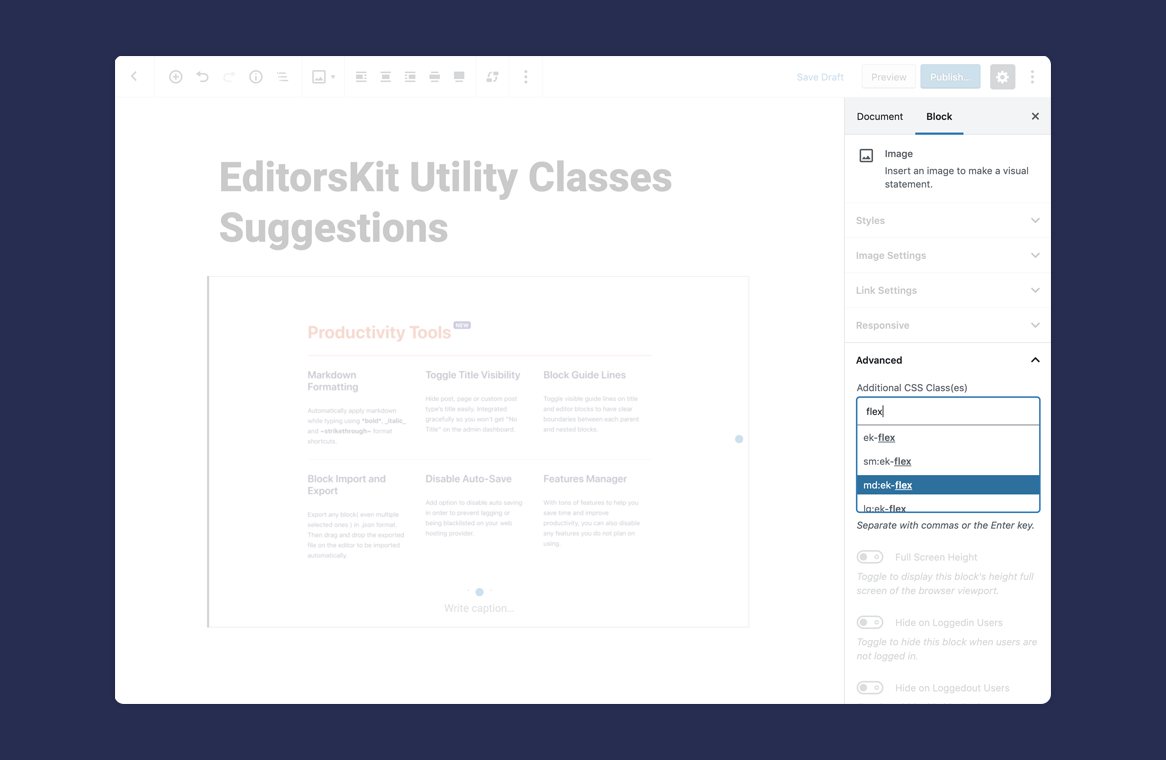 Save Draft
Preview
Publish...
Document
Block
EditorsKit Utility Classes
Suggestions
Productivity Tools NEW
Markdown
Formatting
Automatically apply markdown
while typing using *bold*, _italic_
and ~strikethrough~ format
shortcuts.
Toggle Title Visibility
Hide post, page or custom post
type's title easily. Integrated
gracefully so you won't get "No
Title" on the admin dashboard.
Block Guide Lines
Toggle visible guide lines on title
and editor blocks to have clear
boundaries between each parent
and nested blocks.
Block Import and
Export
Export any block( even multiple
selected ones ) in .json format.
Then drag and drop the exported
file on the editor to be imported
automatically.
Disable Auto-Save
Add option to disable auto saving
in order to prevent lagging or
being blacklisted on your web
hosting provider.
Features Manager
With tons of features to help you
save time and improve
productivity, you can also disable
any features you do not plan on
using.
Write caption...
Image
Insert an image to make a visual
statement.
Styles
Image Settings
Link Settings
Responsive
Advanced
Additional CSS Class(es)
flex
ek-flex
sm:ek-flex
md:ek-flex
lg:ek-flex
Separate with commas or the Enter key.
Full Screen Height
Toggle to display this block's height full
screen of the browser viewport.
Hide on Loggedin Users
Toggle to hide this block when users are
not logged in.
Hide on Loggedout Users